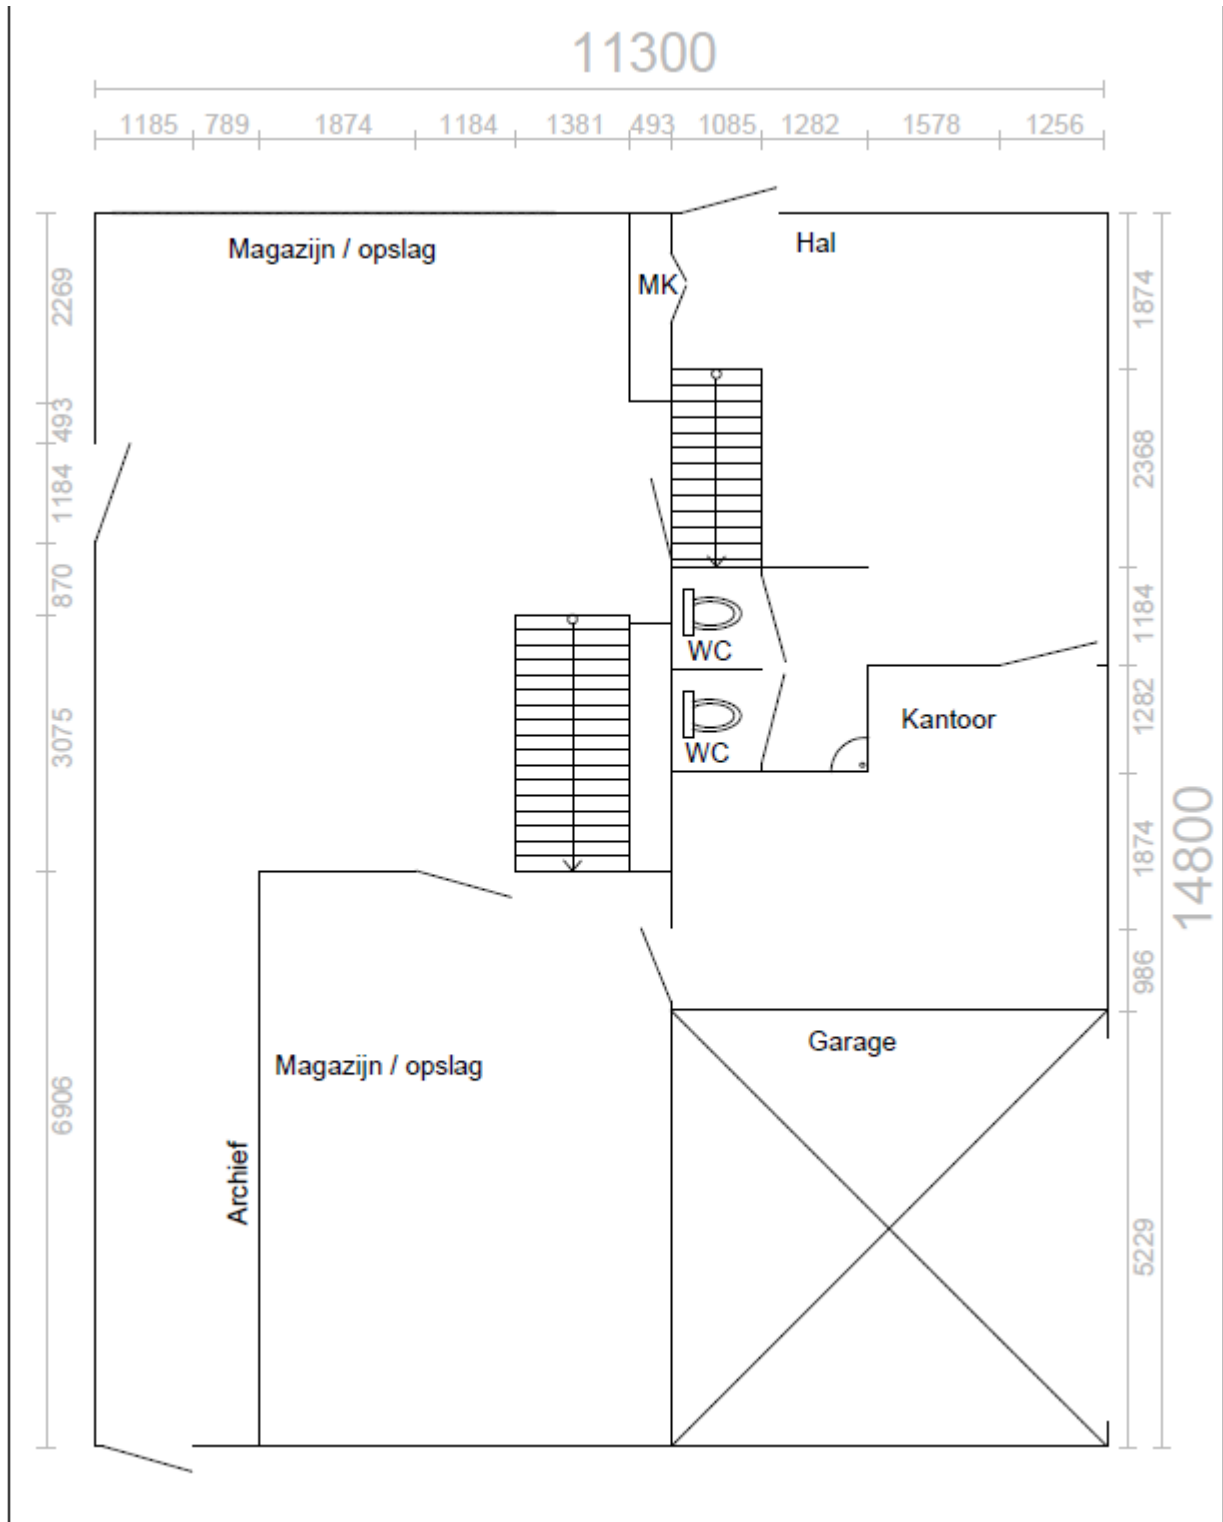 11300
1185 789 1874 1184 1381 493 1085 1282 1578 1256
Magazijn / opslag
Hal
MK
2269
493
1184
870
3075
6906
1874
2368
1184
1282
1874
986
5229
14800
WC
WC
Kantoor
Garage
Magazijn / opslag
Archief